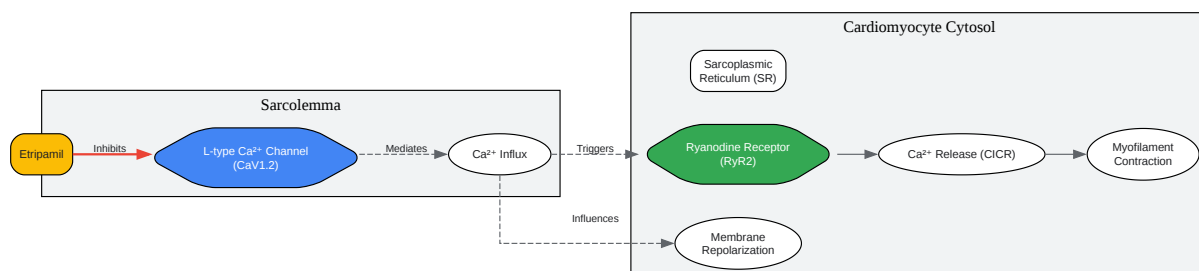 Cardiomyocyte Cytosol
Sarcoplasmic
Reticulum (SR)
Sarcolemma
Etripamil
Inhibits
L-type Ca²⁺ Channel
(CaV1.2)
Mediates
Ca²⁺ Influx
Triggers
Ryanodine Receptor
(RyR2)
Ca²⁺ Release (CICR)
Myofilament
Contraction
Influences
Membrane
Repolarization